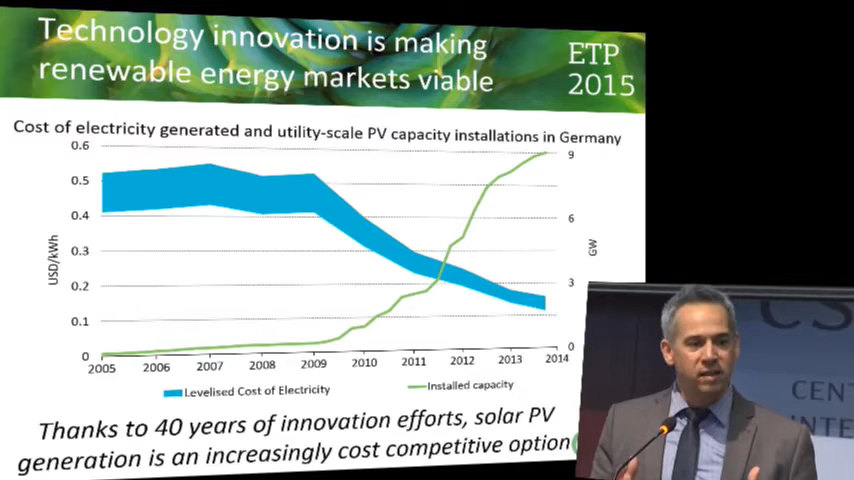 Technology innovation is making
renewable energy markets viable
ETP
2015
Cost of electricity generated and utility-scale PV capacity installations in Germany
0.6
0.5
0.4
0.3
0.2
0.1
0
USD/kWh
9
6
3
0
GW
2005 2006 2007 2008 2009 2010 2011 2012 2013 2014
Levelised Cost of Electricity
Installed capacity
Thanks to 40 years of innovation efforts, solar PV
generation is an increasingly cost competitive option
CENT
INTE